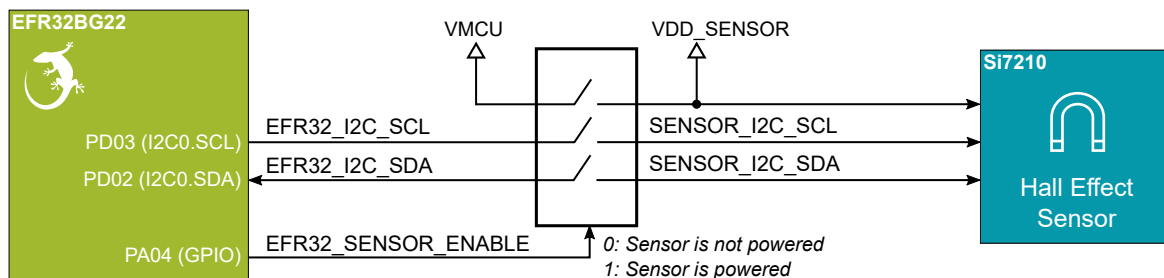 EFR32BG22
VMCU
VDD_SENSOR
Si7210
PD03 (I2C0.SCL)
EFR32_I2C_SCL
SENSOR_I2C_SCL
PD02 (I2C0.SDA)
EFR32_I2C_SDA
SENSOR_I2C_SDA
Hall Effect
Sensor
PA04 (GPIO)
EFR32_SENSOR_ENABLE
0: Sensor is not powered
1: Sensor is powered